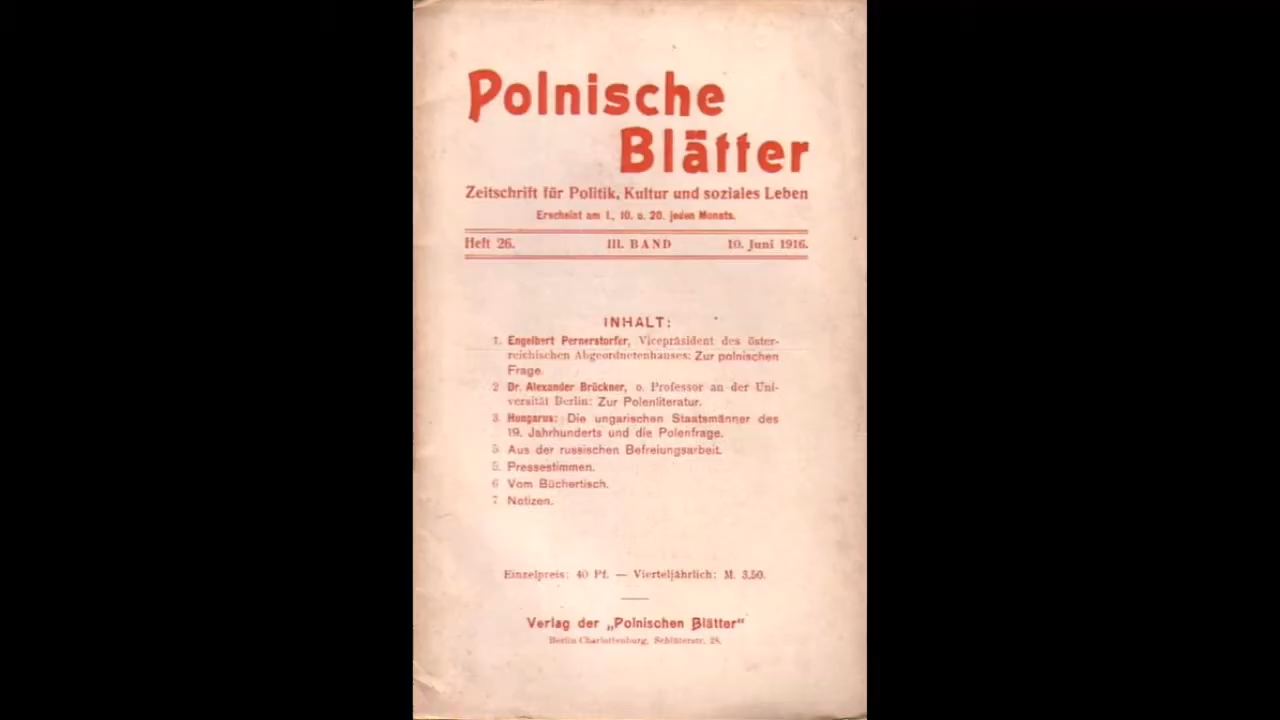 Polnische
Blätter
Zeitschrift für Politik, Kultur und soziales Leben
Erscheint am 1., 10. u. 20. jeden Monats.
Heft 26. III. BAND 10. Juni 1916.
INHALT:
1. Engelbert Pernerstorfer, Vicepräsident des öster-
reichischen Abgeordnetenhauses: Zur polnischen
Frage.
2. Dr. Alexander Brückner, o. Professor an der Uni-
versität Berlin: Zur Polenliteratur.
3. Hungarus: Die ungarischen Staatsmänner des
19. Jahrhunderts und die Polenfrage.
5. Aus der russischen Befreiungsarbeit.
5. Pressestimmen.
6. Vom Büchertisch.
7. Notizen.
Einzelpreis: 40 Pf. — Vierteljährlich: M. 3,50.
Verlag der „Polnischen Blätter“
Berlin-Charlottenburg, Schlüterstr. 28.